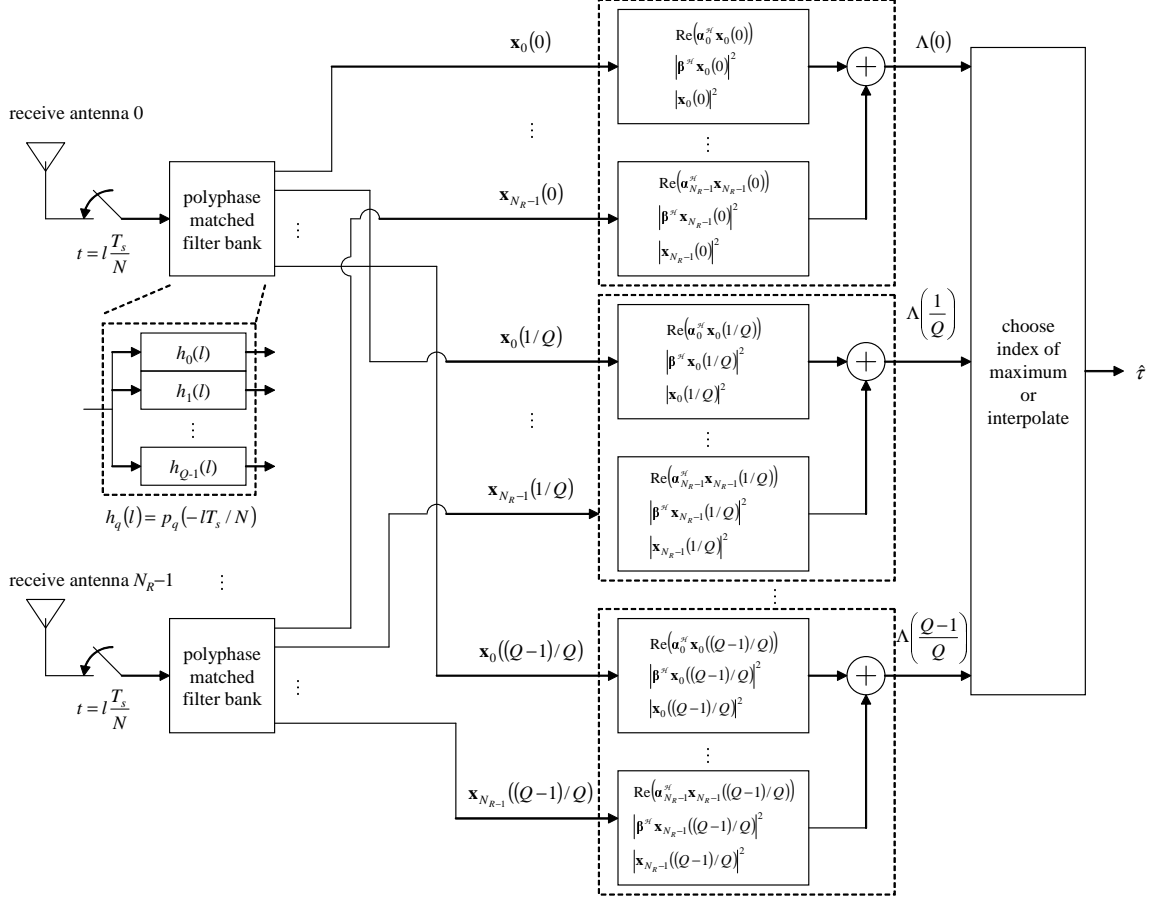 receive antenna 0
t = l T_s / N
polyphase
matched
filter bank
⋮
h_0(l)
h_1(l)
⋮
h_{Q-1}(l)
h_q(l) = p_q(−lT_s / N)
receive antenna N_R−1
⋮
t = l T_s / N
polyphase
matched
filter bank
⋮
x_0(0)
⋮
x_{N_R−1}(0)
x_0(1/Q)
⋮
x_{N_R−1}(1/Q)
x_0((Q−1)/Q)
x_{N_R−1}((Q−1)/Q)
Re(α_0^ℋ x_0(0))
|β^ℋ x_0(0)|^2
|x_0(0)|^2
⋮
Re(α_{N_R−1}^ℋ x_{N_R−1}(0))
|β^ℋ x_{N_R−1}(0)|^2
|x_{N_R−1}(0)|^2
+
Λ(0)
Re(α_0^ℋ x_0(1/Q))
|β^ℋ x_0(1/Q)|^2
|x_0(1/Q)|^2
⋮
Re(α_{N_R−1}^ℋ x_{N_R−1}(1/Q))
|β^ℋ x_{N_R−1}(1/Q)|^2
|x_{N_R−1}(1/Q)|^2
+
Λ(1/Q)
⋮
Re(α_0^ℋ x_0((Q−1)/Q))
|β^ℋ x_0((Q−1)/Q)|^2
|x_0((Q−1)/Q)|^2
⋮
Re(α_{N_R−1}^ℋ x_{N_R−1}((Q−1)/Q))
|β^ℋ x_{N_R−1}((Q−1)/Q)|^2
|x_{N_R−1}((Q−1)/Q)|^2
+
Λ((Q−1)/Q)
choose
index of
maximum
or
interpolate
τ̂